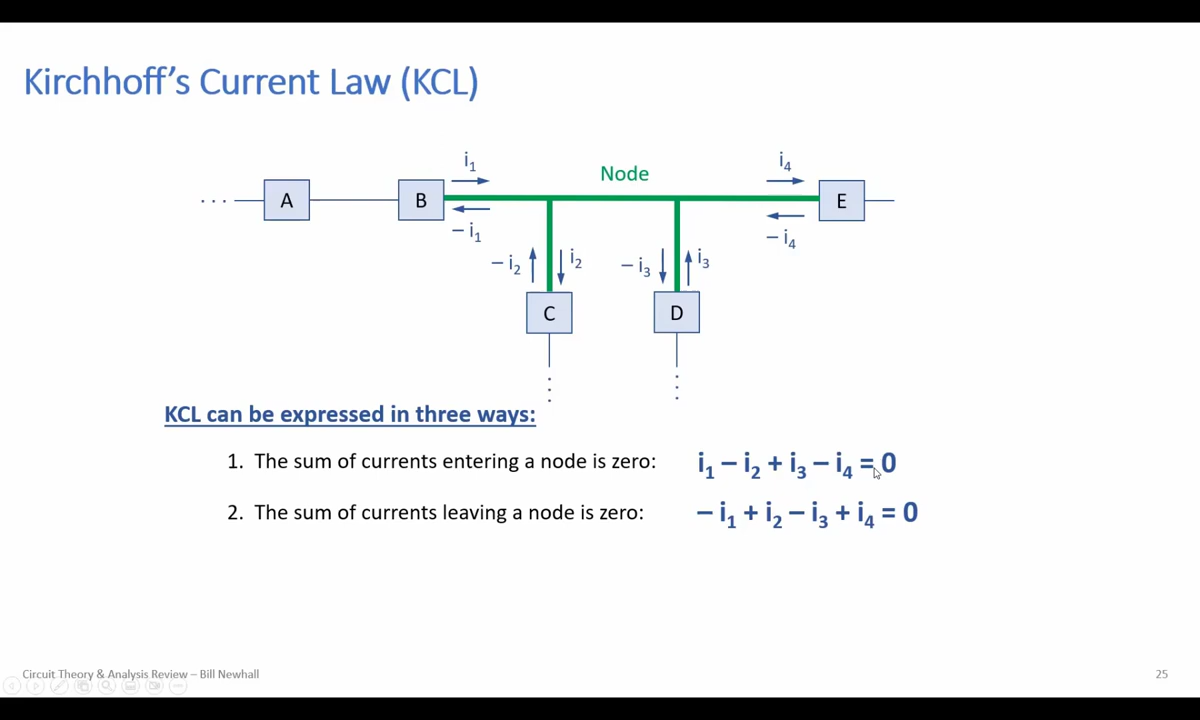 Kirchhoff's Current Law (KCL)
i₁
Node
i₄
A
B
E
– i₁
– i₄
– i₂
i₂
– i₃
i₃
C
D
KCL can be expressed in three ways:
1. The sum of currents entering a node is zero: i₁ – i₂ + i₃ – i₄ = 0
2. The sum of currents leaving a node is zero: – i₁ + i₂ – i₃ + i₄ = 0
Circuit Theory & Analysis Review – Bill Newhall
25